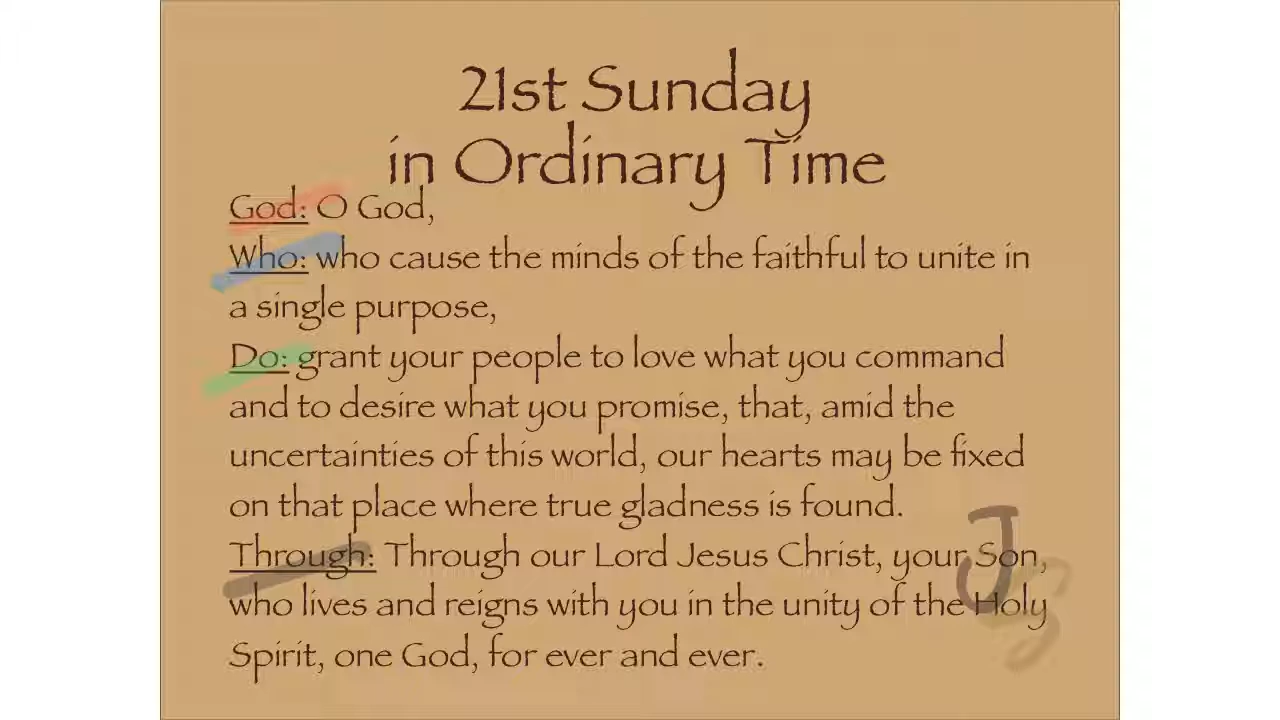 21st Sunday
in Ordinary Time
God: O God,
Who: who cause the minds of the faithful to unite in
a single purpose,
Do: grant your people to love what you command
and to desire what you promise, that, amid the
uncertainties of this world, our hearts may be fixed
on that place where true gladness is found.
Through: Through our Lord Jesus Christ, your Son,
who lives and reigns with you in the unity of the Holy
Spirit, one God, for ever and ever.
J
S